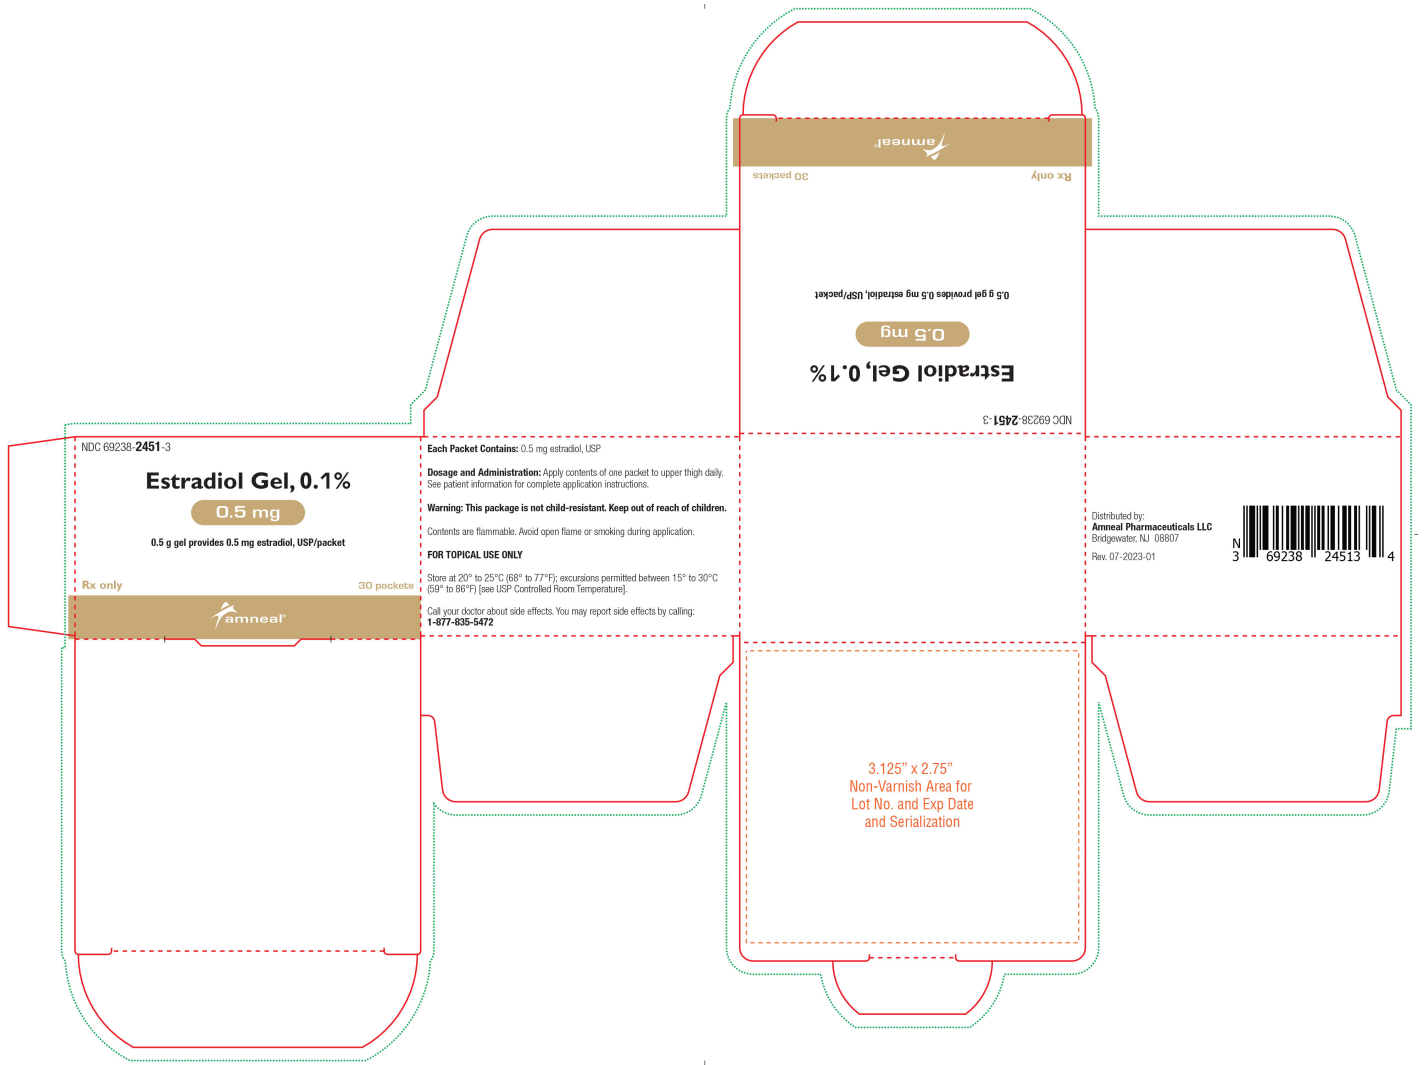 amneal®
30 packets
Rx only
0.5 g gel provides 0.5 mg estradiol, USP/packet
0.5 mg
Estradiol Gel, 0.1%
NDC 69238-2451-3
NDC 69238-2451-3
Estradiol Gel, 0.1%
0.5 mg
0.5 g gel provides 0.5 mg estradiol, USP/packet
Rx only
30 packets
amneal®
Each Packet Contains: 0.5 mg estradiol, USP
Dosage and Administration: Apply contents of one packet to upper thigh daily.
See patient information for complete application instructions.
Warning: This package is not child-resistant. Keep out of reach of children.
Contents are flammable. Avoid open flame or smoking during application.
FOR TOPICAL USE ONLY
Store at 20° to 25°C (68° to 77°F); excursions permitted between 15° to 30°C
(59° to 86°F) [see USP Controlled Room Temperature].
Call your doctor about side effects. You may report side effects by calling:
1-877-835-5472
Distributed by:
Amneal Pharmaceuticals LLC
Bridgewater, NJ 08807
Rev. 07-2023-01
N
3 69238 24513 4
3.125” x 2.75”
Non-Varnish Area for
Lot No. and Exp Date
and Serialization